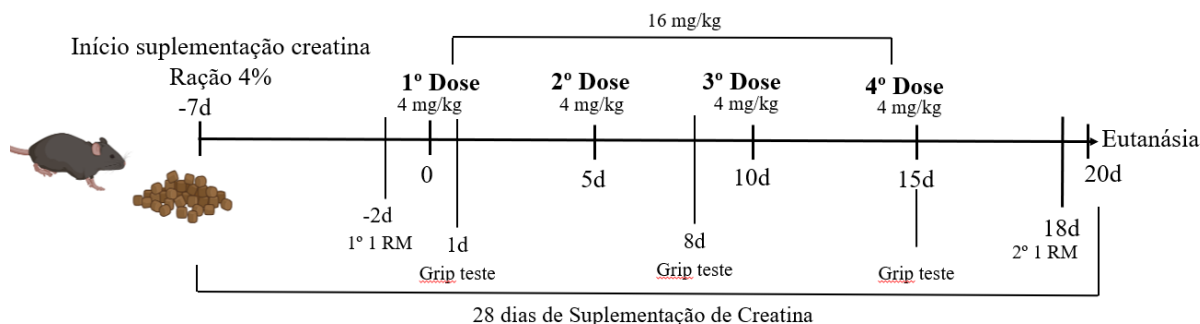 16 mg/kg
Início suplementação creatina
Ração 4%
-7d
1º Dose
4 mg/kg
2º Dose
4 mg/kg
3º Dose
4 mg/kg
4º Dose
4 mg/kg
Eutanásia
0
5d
10d
15d
20d
-2d
1º 1 RM
1d
Grip teste
8d
Grip teste
Grip teste
18d
2º 1 RM
28 dias de Suplementação de Creatina